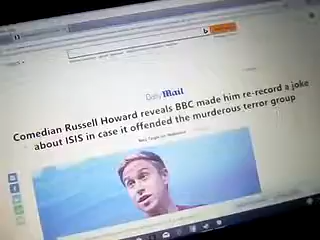 Daily Mail
Comedian Russell Howard reveals BBC made him re-record a joke
about ISIS in case it offended the murderous terror group